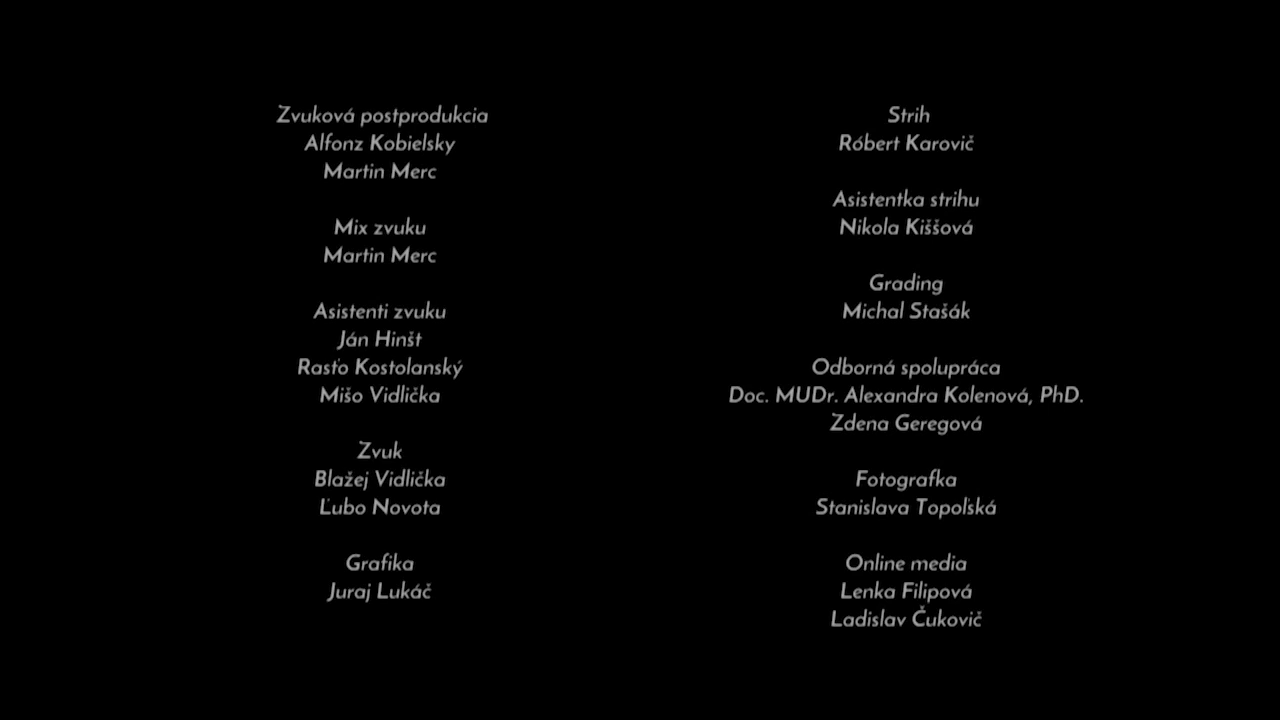 Zvuková postprodukcia
Alfonz Kobielsky
Martin Merc
Mix zvuku
Martin Merc
Asistenti zvuku
Ján Hinšt
Rasťo Kostolanský
Mišo Vidlička
Zvuk
Blažej Vidlička
Ľubo Novota
Grafika
Juraj Lukáč
Strih
Róbert Karovič
Asistentka strihu
Nikola Kiššová
Grading
Michal Stašák
Odborná spolupráca
Doc. MUDr. Alexandra Kolenová, PhD.
Zdena Geregová
Fotografka
Stanislava Topoľská
Online media
Lenka Filipová
Ladislav Čukovič